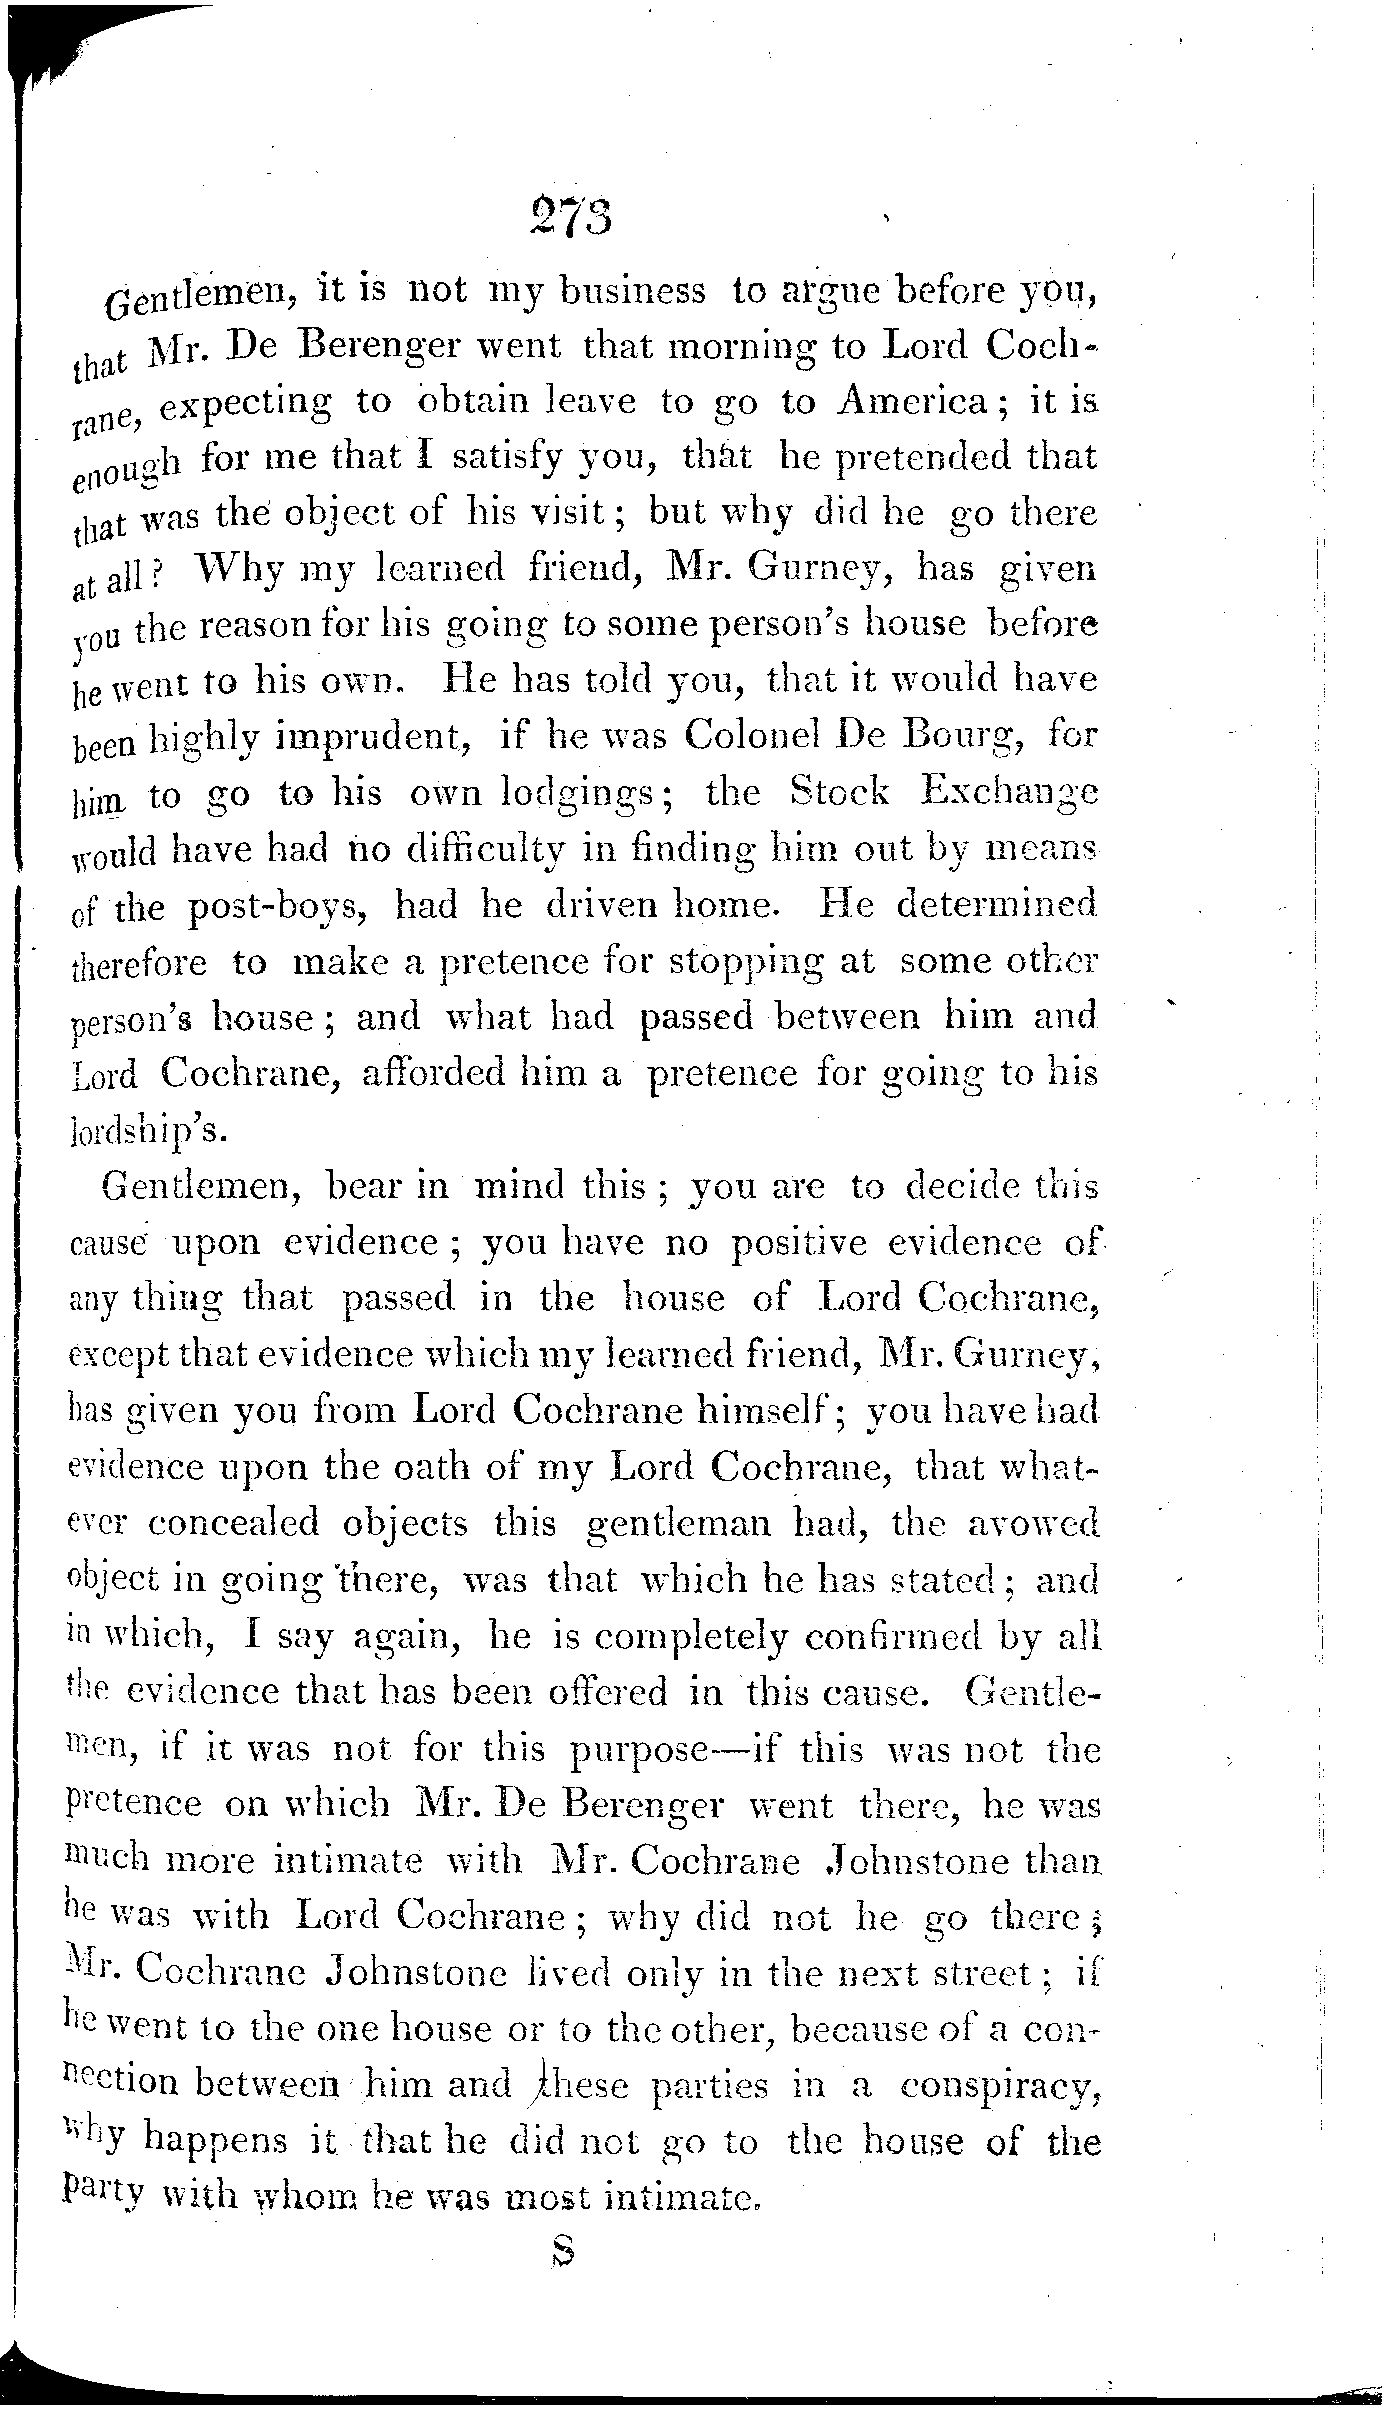 273
Gentlemen, it is not my business to argue before you,
that Mr. De Berenger went that morning to Lord Coch-
rane, expecting to obtain leave to go to America; it is
enough for me that I satisfy you, that he pretended that
that was the object of his visit; but why did he go there
at all? Why my learned friend, Mr. Gurney, has given
you the reason for his going to some person's house before
he went to his own. He has told you, that it would have
been highly imprudent, if he was Colonel De Bourg, for
him to go to his own lodgings; the Stock Exchange
would have had no difficulty in finding him out by means
of the post-boys, had he driven home. He determined
therefore to make a pretence for stopping at some other
person's house; and what had passed between him and
Lord Cochrane, afforded him a pretence for going to his
lordship's.
Gentlemen, bear in mind this; you are to decide this
cause upon evidence; you have no positive evidence of
any thing that passed in the house of Lord Cochrane,
except that evidence which my learned friend, Mr. Gurney,
has given you from Lord Cochrane himself; you have had
evidence upon the oath of my Lord Cochrane, that what-
ever concealed objects this gentleman had, the avowed
object in going there, was that which he has stated; and
in which, I say again, he is completely confirmed by all
the evidence that has been offered in this cause. Gentle-
men, if it was not for this purpose—if this was not the
pretence on which Mr. De Berenger went there, he was
much more intimate with Mr. Cochrane Johnstone than
he was with Lord Cochrane; why did not he go there;
Mr. Cochrane Johnstone lived only in the next street; if
he went to the one house or to the other, because of a con-
nection between him and these parties in a conspiracy,
why happens it that he did not go to the house of the
party with whom he was most intimate.
S